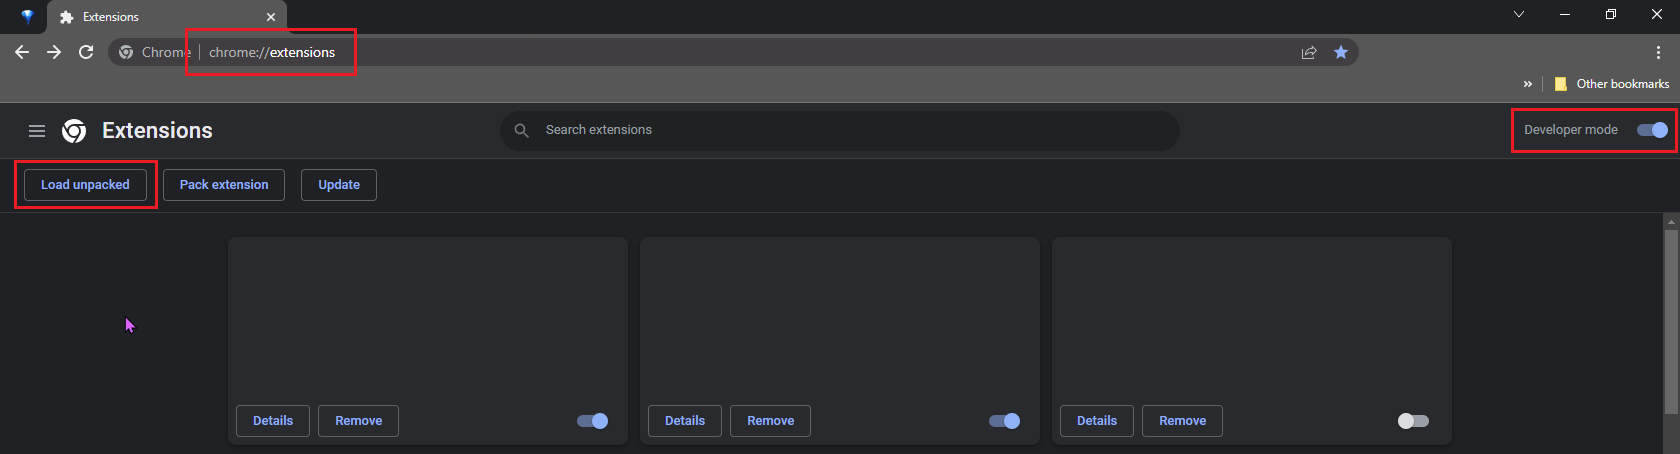 Extensions
Chrome chrome://extensions
» Other bookmarks
Extensions Search extensions Developer mode
Load unpacked Pack extension Update
Details Remove Details Remove Details Remove